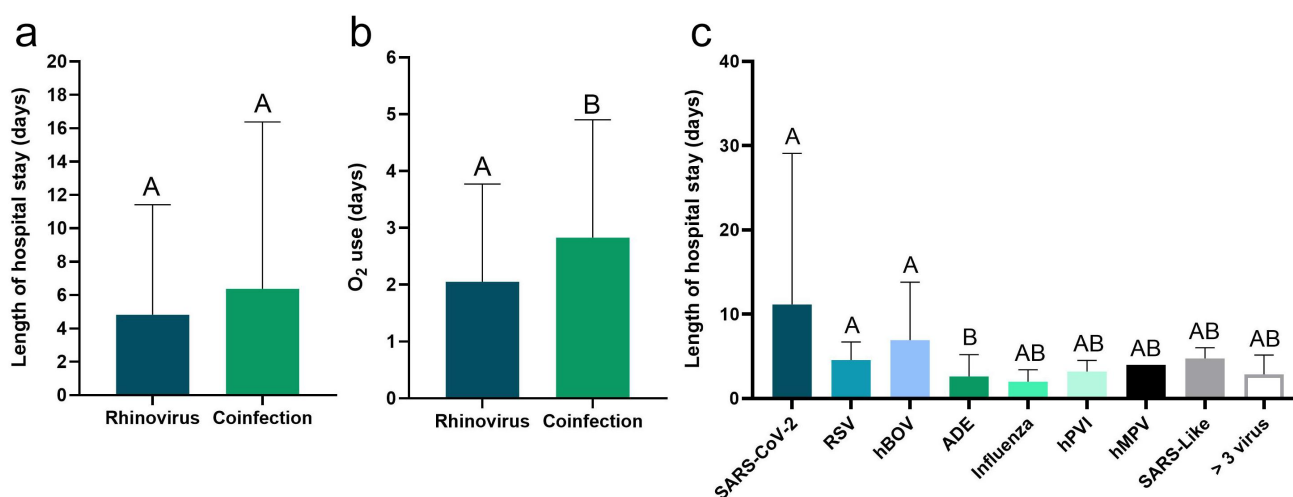 a
Length of hospital stay (days)
20
18
16
14
12
10
8
6
4
2
0
A
A
Rhinovirus Coinfection
b
O₂ use (days)
6
5
4
3
2
1
0
A
B
Rhinovirus Coinfection
c
Length of hospital stay (days)
40
30
20
10
0
A
A
A
B
AB
AB
AB
AB
AB
SARS-CoV-2
RSV
hBOV
ADE
Influenza
hPVI
hMPV
SARS-Like
> 3 virus